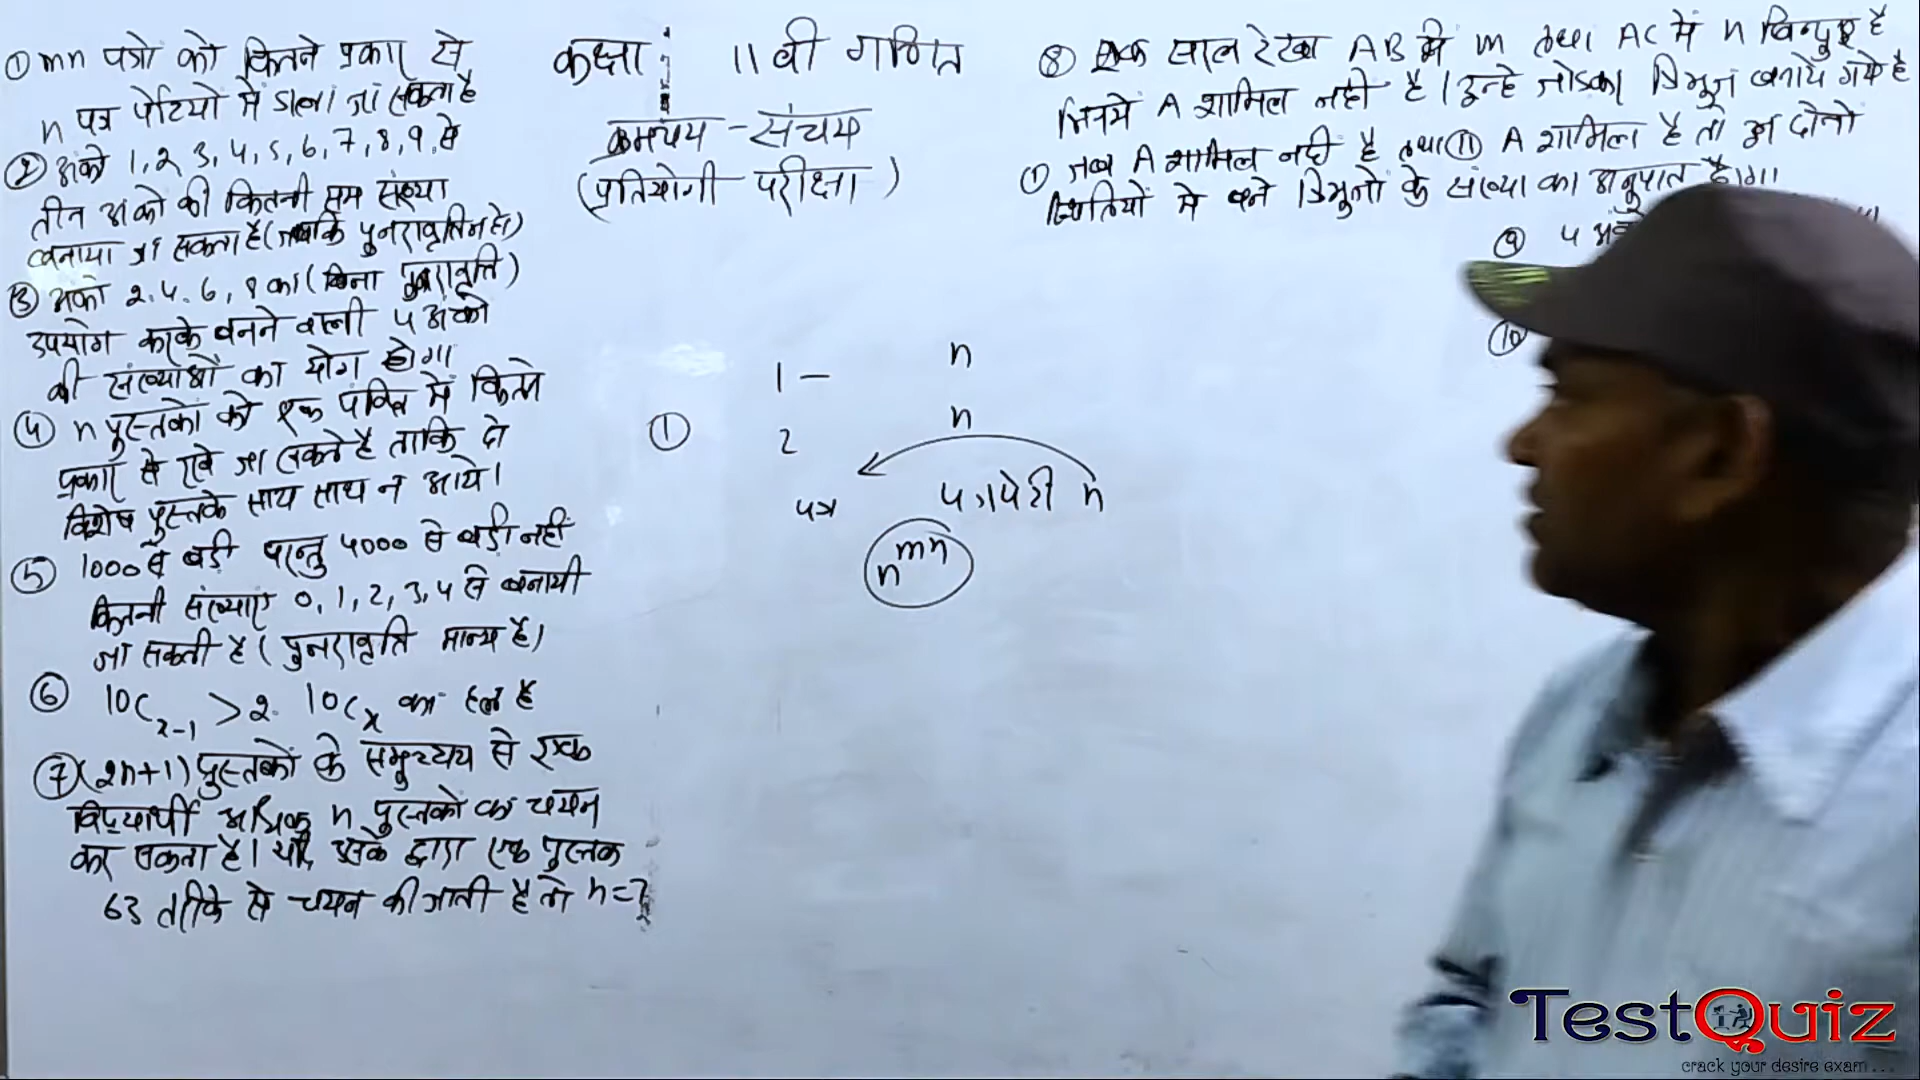 ① mn पत्रो को कितने प्रकार से
n पत्र पेटियों में डाला जा सकता है
② अंको 1, 2, 3, 4, 5, 6, 7, 8, 9 से
तीन अंको की कितनी सम संख्या
बनाया जा सकता है (जबकि पुनरावृत्ति न हो)
③ अंको 2, 4, 6, 8 का (बिना पुनरावृत्ति)
उपयोग करके बनने वाली 4 अंको
की संख्याओं का योग होगा
④ n पुस्तकों को एक पंक्ति में कितने
प्रकार से रखे जा सकते है ताकि दो
विशेष पुस्तके साथ साथ न आये।
⑤ 1000 से बड़ी परन्तु 4000 से बड़ी नहीं
कितनी संख्याए 0, 1, 2, 3, 4 से बनायी
जा सकती है (पुनरावृत्ति मान्य है)
⑥ 10C x-1 > 2. 10C x का हल है
⑦ (2n+1) पुस्तकों के समुच्चय से एक
विद्यार्थी अधिक n पुस्तकों का चयन
कर सकता है। यदि उसके द्वारा एक पुस्तक
63 तरीके से चयन की जाती है तो n = ?
कक्षा 11 वी गणित
क्रमचय - संचय
(प्रतियोगी परीक्षा)
① 1 — n
2 n
पत्र पत्रपेटी n
n^mn
⑧ एक सरल रेखा AB में m तथा AC में n बिन्दु है
जिनमे A शामिल नहीं है। इन्हे जोडकर त्रिभुज बनाये गये है
① जब A शामिल नहीं है तथा ⑪ A शामिल है तो इन दोनो
स्थितियों में बने त्रिभुजो के संख्या का अनुपात होगा
⑨ 4
⑩
TestQuiz
crack your desire exam ...